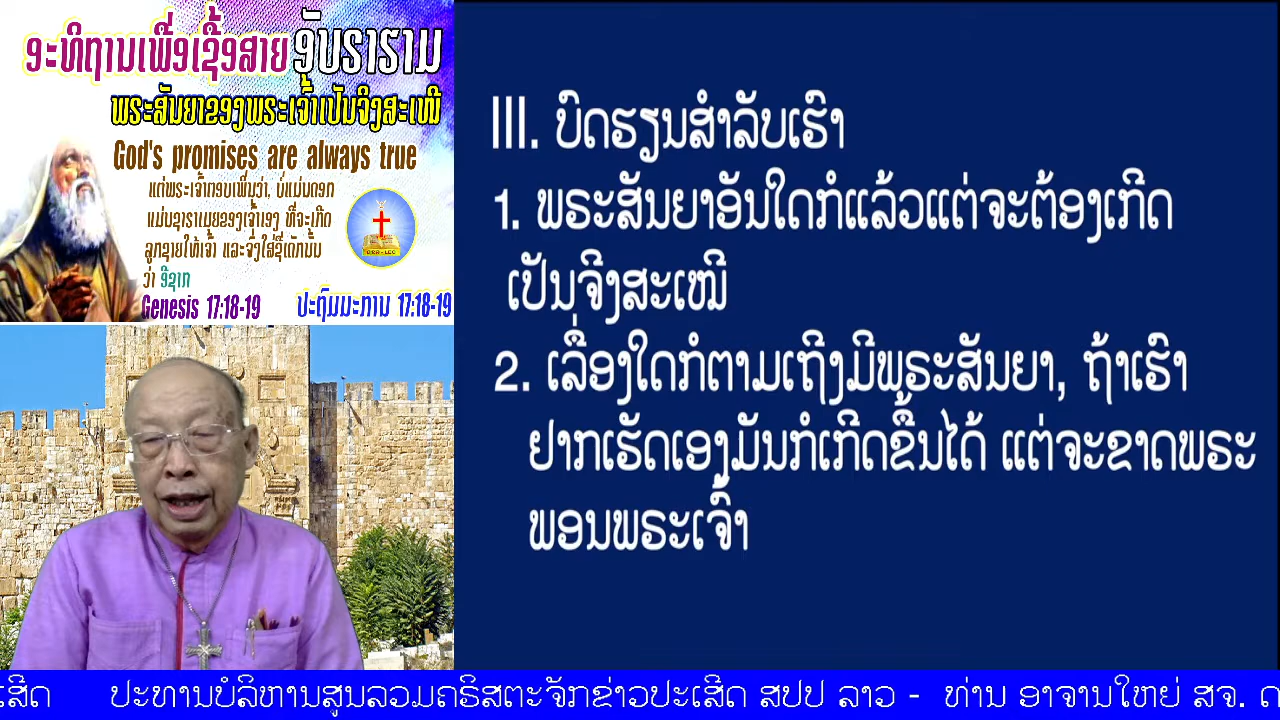 ອະທິຖານເພື່ອເຊື້ອສາຍ ອັບຣາຮາມ
ພຣະສັນຍາຂອງພຣະເຈົ້າເປັນຈິງສະເໝີ
God's promises are always true
ແຕ່ພຣະເຈົ້າຕອບເພິ່ນວ່າ, ບໍ່ແມ່ນດອກ
ແມ່ນຊາຣາເມຍຂອງເຈົ້າເອງ ທີ່ຈະເກີດ
ລູກຊາຍໃຫ້ເຈົ້າ ແລະຈົ່ງໃສ່ຊື່ເດັກນັ້ນ
ວ່າ ອີຊາກ
Genesis 17:18-19 ປະຖົມມະການ 17:18-19
III. ບົດຮຽນສຳລັບເຮົາ
1. ພຣະສັນຍາອັນໃດກໍແລ້ວແຕ່ຈະຕ້ອງເກີດ
ເປັນຈີງສະເໝີ
2. ເລື່ອງໃດກໍຕາມເຖີງມີພຣະສັນຍາ, ຖ້າເຮົາ
ຢາກເຮັດເອງມັນກໍເກີດຂື້ນໄດ້ ແຕ່ຈະຂາດພຣະ
ພອນພຣະເຈົ້າ
ເສີດ ປະທານບໍລິຫານສູນລວມຄຣິສຕະຈັກຂ່າວປະເສີດ ສປປ ລາວ - ທ່ານ ອາຈານໃຫຍ່ ສຈ. ດ